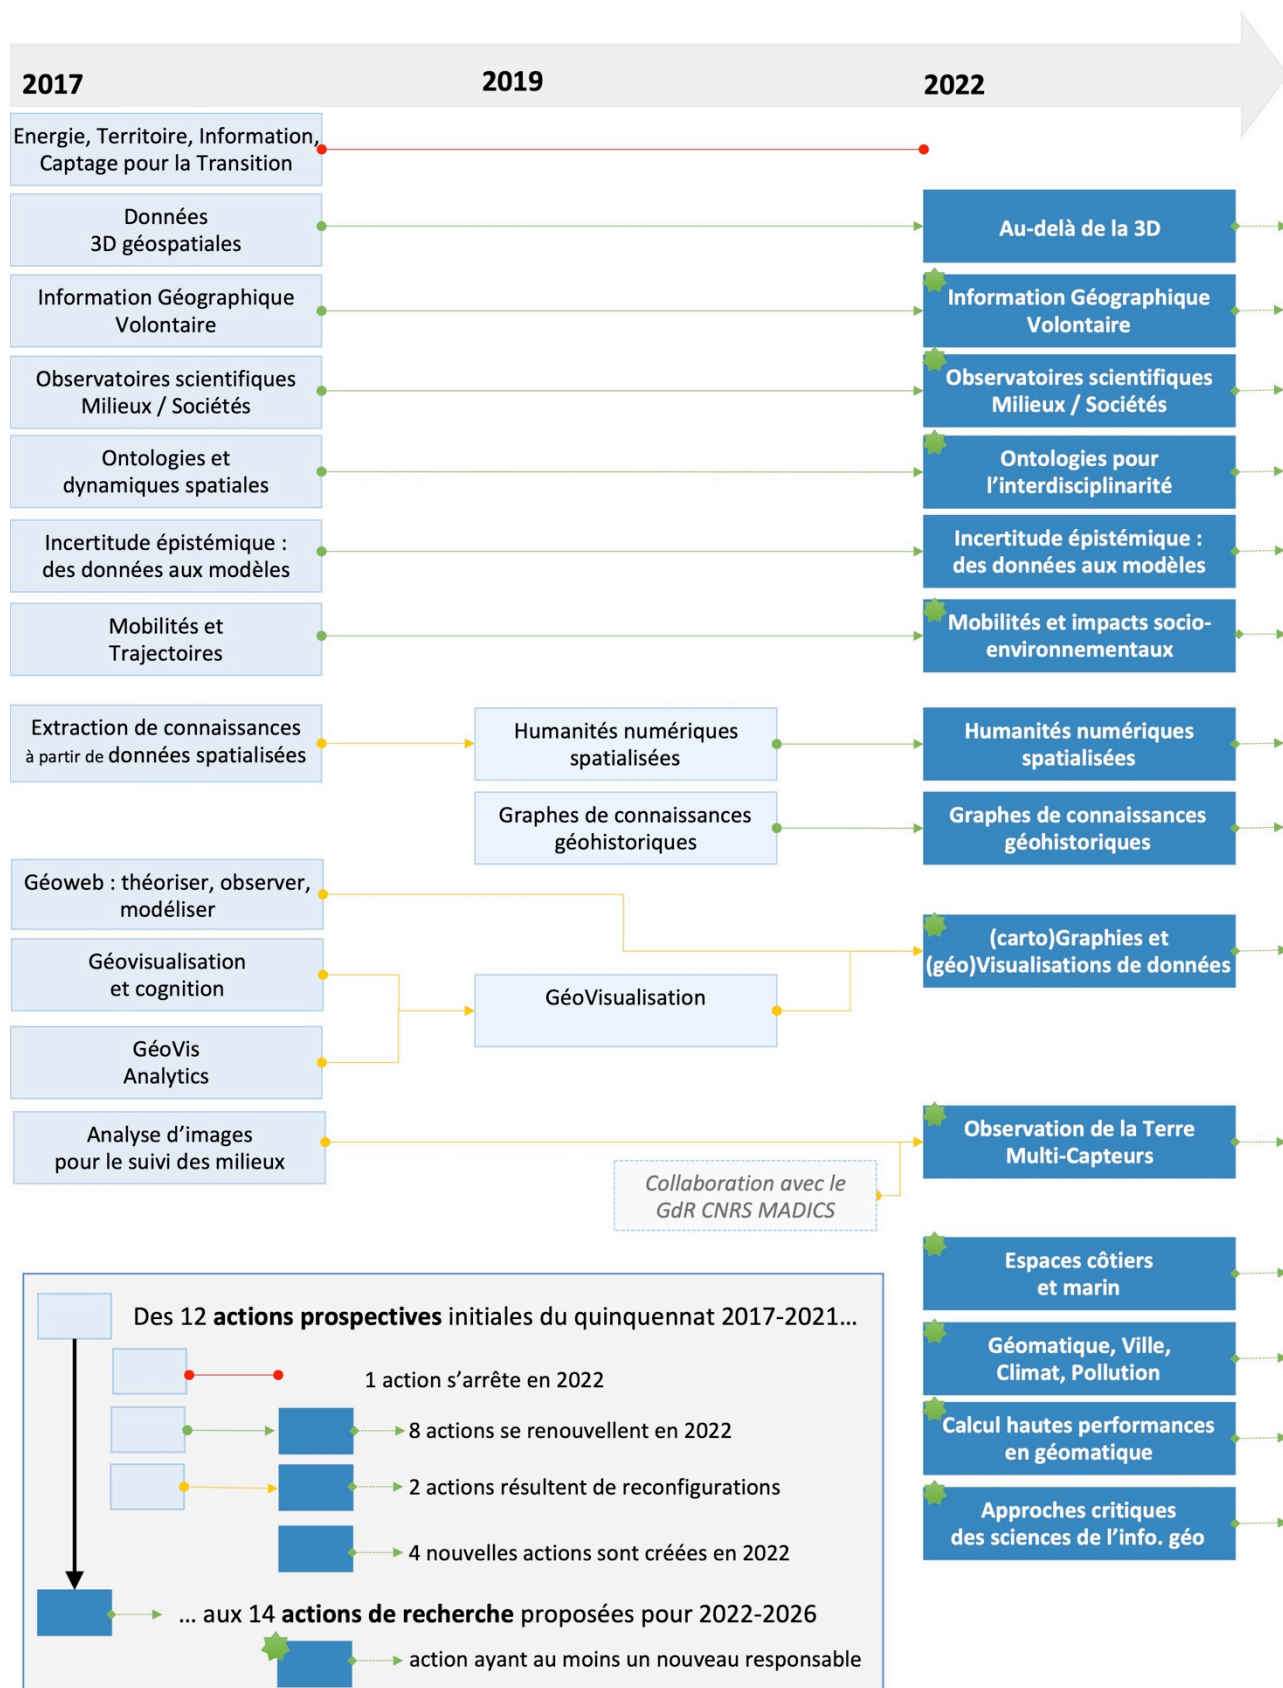 2017
2019
2022
Energie, Territoire, Information,
Captage pour la Transition
Données
3D géospatiales
Au-delà de la 3D
Information Géographique
Volontaire
Information Géographique
Volontaire
Observatoires scientifiques
Milieux / Sociétés
Observatoires scientifiques
Milieux / Sociétés
Ontologies et
dynamiques spatiales
Ontologies pour
l’interdisciplinarité
Incertitude épistémique :
des données aux modèles
Incertitude épistémique :
des données aux modèles
Mobilités et
Trajectoires
Mobilités et impacts socio-
environnementaux
Extraction de connaissances
à partir de données spatialisées
Humanités numériques
spatialisées
Humanités numériques
spatialisées
Graphes de connaissances
géohistoriques
Graphes de connaissances
géohistoriques
Géoweb : théoriser, observer,
modéliser
Géovisualisation
et cognition
GéoVisualisation
(carto)Graphies et
(géo)Visualisations de données
GéoVis
Analytics
Analyse d’images
pour le suivi des milieux
Collaboration avec le
GdR CNRS MADICS
Observation de la Terre
Multi-Capteurs
Espaces côtiers
et marin
Géomatique, Ville,
Climat, Pollution
Calcul hautes performances
en géomatique
Approches critiques
des sciences de l’info. géo
Des 12 actions prospectives initiales du quinquennat 2017-2021…
1 action s’arrête en 2022
8 actions se renouvellent en 2022
2 actions résultent de reconfigurations
4 nouvelles actions sont créées en 2022
… aux 14 actions de recherche proposées pour 2022-2026
action ayant au moins un nouveau responsable